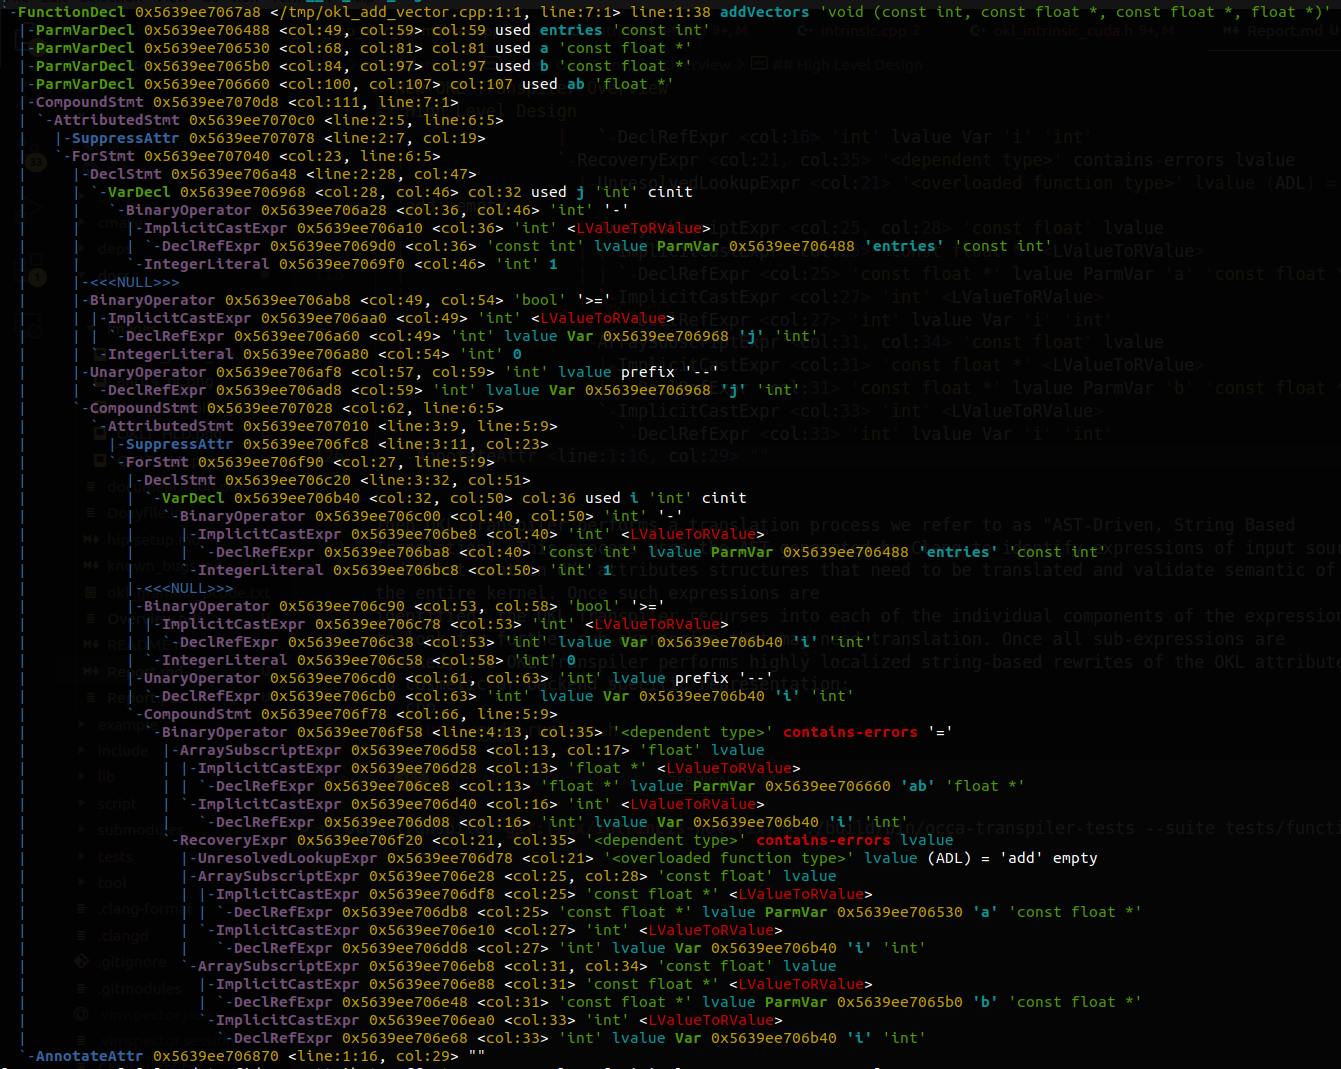 -FunctionDecl 0x5639ee7067a8 </tmp/okl_add_vector.cpp:1:1, line:7:1> line:1:38 addVectors 'void (const int, const float *, const float *, float *)'
|-ParmVarDecl 0x5639ee706488 <col:49, col:59> col:59 used entries 'const int'
|-ParmVarDecl 0x5639ee706530 <col:68, col:81> col:81 used a 'const float *'
|-ParmVarDecl 0x5639ee7065b0 <col:84, col:97> col:97 used b 'const float *'
|-ParmVarDecl 0x5639ee706660 <col:100, col:107> col:107 used ab 'float *'
|-CompoundStmt 0x5639ee7070d8 <col:111, line:7:1>
| `-AttributedStmt 0x5639ee7070c0 <line:2:5, line:6:5>
|   |-SuppressAttr 0x5639ee707078 <line:2:7, col:19>
|   `-ForStmt 0x5639ee707040 <col:23, line:6:5>
|     |-DeclStmt 0x5639ee706a48 <line:2:28, col:47>
|     | `-VarDecl 0x5639ee706968 <col:28, col:46> col:32 used j 'int' cinit
|     |   `-BinaryOperator 0x5639ee706a28 <col:36, col:46> 'int' '-'
|     |     |-ImplicitCastExpr 0x5639ee706a10 <col:36> 'int' <LValueToRValue>
|     |     | `-DeclRefExpr 0x5639ee7069d0 <col:36> 'const int' lvalue ParmVar 0x5639ee706488 'entries' 'const int'
|     |     `-IntegerLiteral 0x5639ee7069f0 <col:46> 'int' 1
|     |-<<<NULL>>>
|     |-BinaryOperator 0x5639ee706ab8 <col:49, col:54> 'bool' '>='
|     | |-ImplicitCastExpr 0x5639ee706aa0 <col:49> 'int' <LValueToRValue>
|     | | `-DeclRefExpr 0x5639ee706a60 <col:49> 'int' lvalue Var 0x5639ee706968 'j' 'int'
|     | `-IntegerLiteral 0x5639ee706a80 <col:54> 'int' 0
|     |-UnaryOperator 0x5639ee706af8 <col:57, col:59> 'int' lvalue prefix '--'
|     | `-DeclRefExpr 0x5639ee706ad8 <col:59> 'int' lvalue Var 0x5639ee706968 'j' 'int'
|     `-CompoundStmt 0x5639ee707028 <col:62, line:6:5>
|       `-AttributedStmt 0x5639ee707010 <line:3:9, line:5:9>
|         |-SuppressAttr 0x5639ee706fc8 <line:3:11, col:23>
|         `-ForStmt 0x5639ee706f90 <col:27, line:5:9>
|           |-DeclStmt 0x5639ee706c20 <line:3:32, col:51>
|           | `-VarDecl 0x5639ee706b40 <col:32, col:50> col:36 used i 'int' cinit
|           |   `-BinaryOperator 0x5639ee706c00 <col:40, col:50> 'int' '-'
|           |     |-ImplicitCastExpr 0x5639ee706be8 <col:40> 'int' <LValueToRValue>
|           |     | `-DeclRefExpr 0x5639ee706ba8 <col:40> 'const int' lvalue ParmVar 0x5639ee706488 'entries' 'const int'
|           |     `-IntegerLiteral 0x5639ee706bc8 <col:50> 'int' 1
|           |-<<<NULL>>>
|           |-BinaryOperator 0x5639ee706c90 <col:53, col:58> 'bool' '>='
|           | |-ImplicitCastExpr 0x5639ee706c78 <col:53> 'int' <LValueToRValue>
|           | | `-DeclRefExpr 0x5639ee706c38 <col:53> 'int' lvalue Var 0x5639ee706b40 'i' 'int'
|           | `-IntegerLiteral 0x5639ee706c58 <col:58> 'int' 0
|           |-UnaryOperator 0x5639ee706cd0 <col:61, col:63> 'int' lvalue prefix '--'
|           | `-DeclRefExpr 0x5639ee706cb0 <col:63> 'int' lvalue Var 0x5639ee706b40 'i' 'int'
|           `-CompoundStmt 0x5639ee706f78 <col:66, line:5:9>
|             `-BinaryOperator 0x5639ee706f58 <line:4:13, col:35> '<dependent type>' contains-errors '='
|               |-ArraySubscriptExpr 0x5639ee706d58 <col:13, col:17> 'float' lvalue
|               | |-ImplicitCastExpr 0x5639ee706d28 <col:13> 'float *' <LValueToRValue>
|               | | `-DeclRefExpr 0x5639ee706ce8 <col:13> 'float *' lvalue ParmVar 0x5639ee706660 'ab' 'float *'
|               | `-ImplicitCastExpr 0x5639ee706d40 <col:16> 'int' <LValueToRValue>
|               |   `-DeclRefExpr 0x5639ee706d08 <col:16> 'int' lvalue Var 0x5639ee706b40 'i' 'int'
|               `-RecoveryExpr 0x5639ee706f20 <col:21, col:35> '<dependent type>' contains-errors lvalue
|                 |-UnresolvedLookupExpr 0x5639ee706d78 <col:21> '<overloaded function type>' lvalue (ADL) = 'add' empty
|                 |-ArraySubscriptExpr 0x5639ee706e28 <col:25, col:28> 'const float' lvalue
|                 | |-ImplicitCastExpr 0x5639ee706df8 <col:25> 'const float *' <LValueToRValue>
|                 | | `-DeclRefExpr 0x5639ee706db8 <col:25> 'const float *' lvalue ParmVar 0x5639ee706530 'a' 'const float *'
|                 | `-ImplicitCastExpr 0x5639ee706e10 <col:27> 'int' <LValueToRValue>
|                 |   `-DeclRefExpr 0x5639ee706dd8 <col:27> 'int' lvalue Var 0x5639ee706b40 'i' 'int'
|                 `-ArraySubscriptExpr 0x5639ee706eb8 <col:31, col:34> 'const float' lvalue
|                   |-ImplicitCastExpr 0x5639ee706e88 <col:31> 'const float *' <LValueToRValue>
|                   | `-DeclRefExpr 0x5639ee706e48 <col:31> 'const float *' lvalue ParmVar 0x5639ee7065b0 'b' 'const float *'
|                   `-ImplicitCastExpr 0x5639ee706ea0 <col:33> 'int' <LValueToRValue>
|                     `-DeclRefExpr 0x5639ee706e68 <col:33> 'int' lvalue Var 0x5639ee706b40 'i' 'int'
`-AnnotateAttr 0x5639ee706870 <line:1:16, col:29> ""